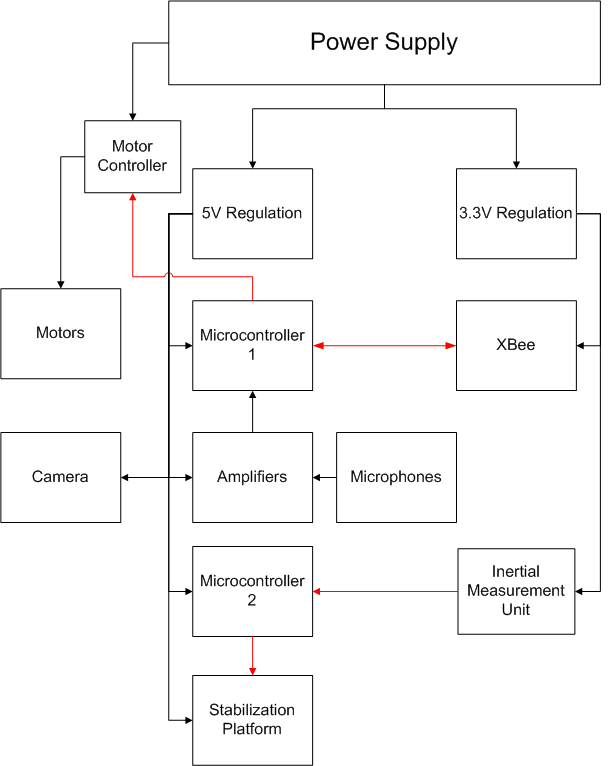 Power Supply
Motor
Controller
5V Regulation
3.3V Regulation
Motors
Microcontroller
1
XBee
Camera
Amplifiers
Microphones
Microcontroller
2
Inertial
Measurement
Unit
Stabilization
Platform